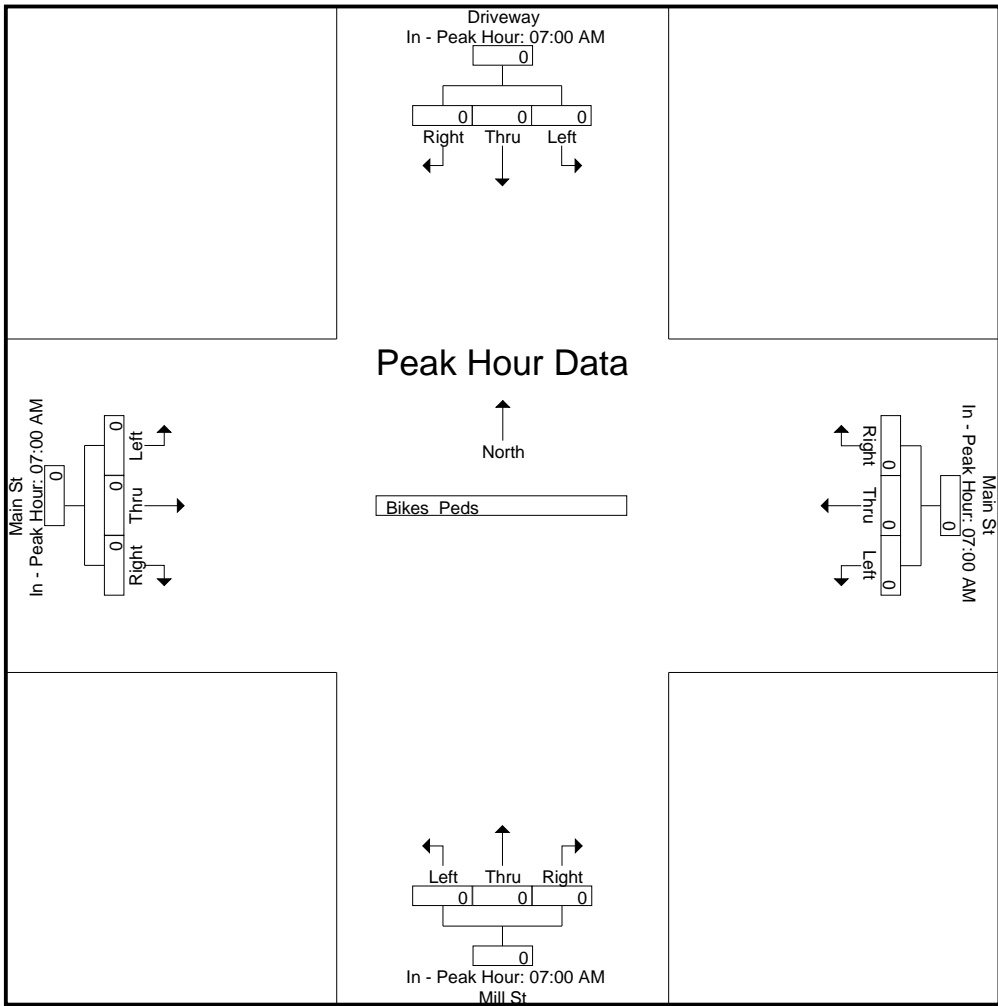 Driveway
In - Peak Hour: 07:00 AM
0
0 0 0
Right Thru Left
Peak Hour Data
North
Bikes Peds
Main St
In - Peak Hour: 07:00 AM
0
0 0 0
Left Thru Right
Main St
In - Peak Hour: 07:00 AM
0
0 0 0
Right Thru Left
Left Thru Right
0 0 0
0
In - Peak Hour: 07:00 AM
Mill St